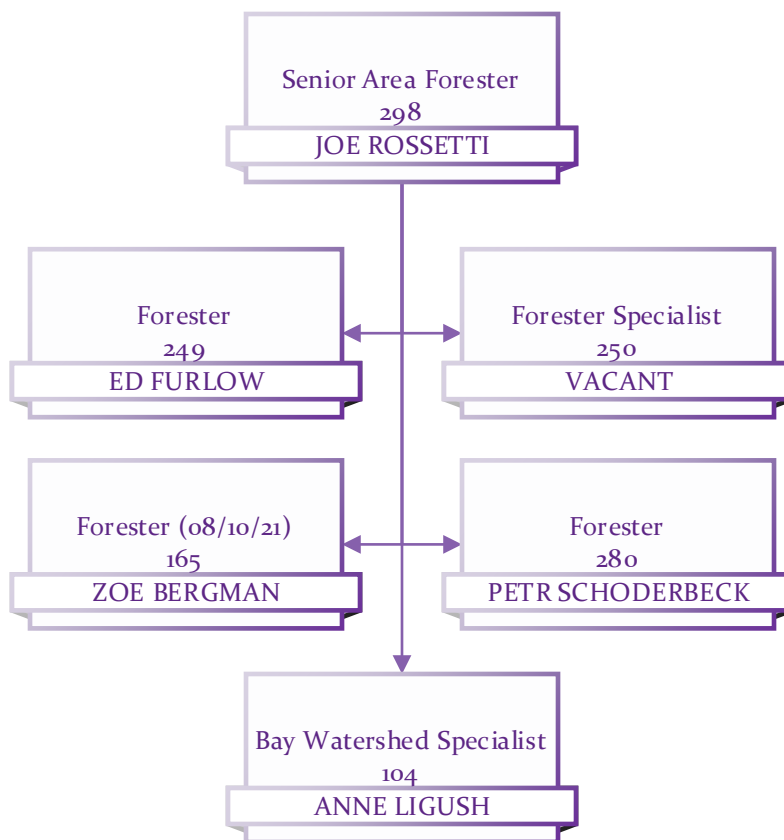 Senior Area Forester
298
JOE ROSSETTI
Forester
249
ED FURLOW
Forester Specialist
250
VACANT
Forester (08/10/21)
165
ZOE BERGMAN
Forester
280
PETR SCHODERBECK
Bay Watershed Specialist
104
ANNE LIGUSH